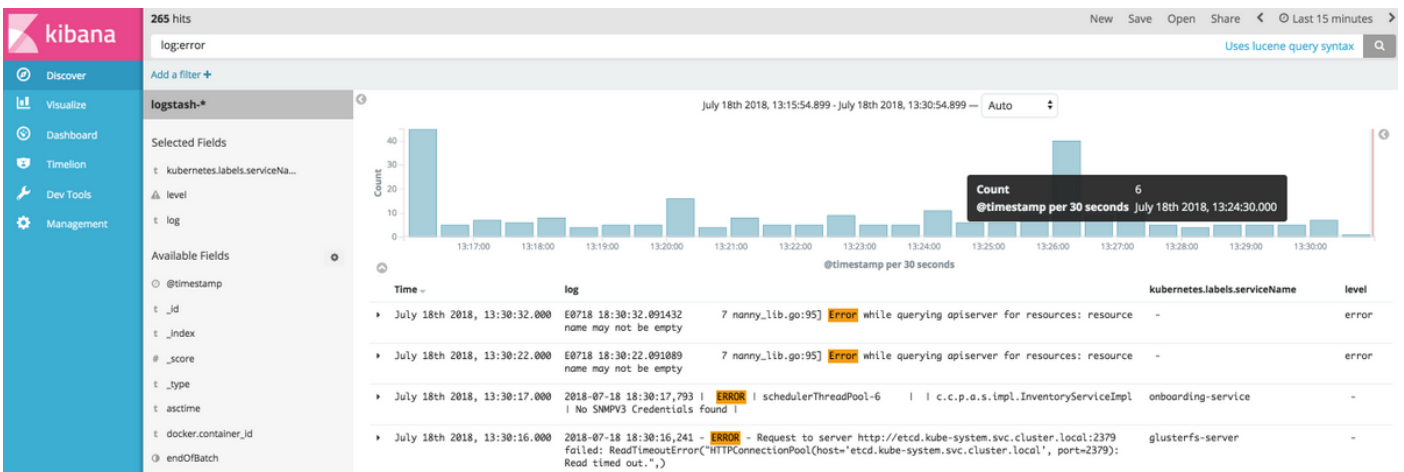 kibana
Discover
Visualize
Dashboard
Timelion
Dev Tools
Management
265 hits
New Save Open Share Last 15 minutes
log:error
Uses lucene query syntax
Add a filter +
logstash-*
Selected Fields
t kubernetes.labels.serviceNa...
level
t log
Available Fields
@timestamp
t _id
t _index
# _score
t _type
t asctime
t docker.container_id
endOfBatch
July 18th 2018, 13:15:54.899 - July 18th 2018, 13:30:54.899 — Auto
Count
40
30
20
10
0
13:17:00 13:18:00 13:19:00 13:20:00 13:21:00 13:22:00 13:23:00 13:24:00 13:25:00 13:26:00 13:27:00 13:28:00 13:29:00 13:30:00
@timestamp per 30 seconds
Count 6
@timestamp per 30 seconds July 18th 2018, 13:24:30.000
Time log kubernetes.labels.serviceName level
July 18th 2018, 13:30:32.000 E0718 18:30:32.091432 7 nanny_lib.go:95] Error while querying apiserver for resources: resource - error
name may not be empty
July 18th 2018, 13:30:22.000 E0718 18:30:22.091089 7 nanny_lib.go:95] Error while querying apiserver for resources: resource - error
name may not be empty
July 18th 2018, 13:30:17.000 2018-07-18 18:30:17,793 | ERROR | schedulerThreadPool-6 | | c.c.p.a.s.impl.InventoryServiceImpl onboarding-service -
| No SNMPV3 Credentials found |
July 18th 2018, 13:30:16.000 2018-07-18 18:30:16,241 - ERROR - Request to server http://etcd.kube-system.svc.cluster.local:2379 glusterfs-server -
failed: ReadTimeoutError("HTTPConnectionPool(host='etcd.kube-system.svc.cluster.local', port=2379):
Read timed out.",)